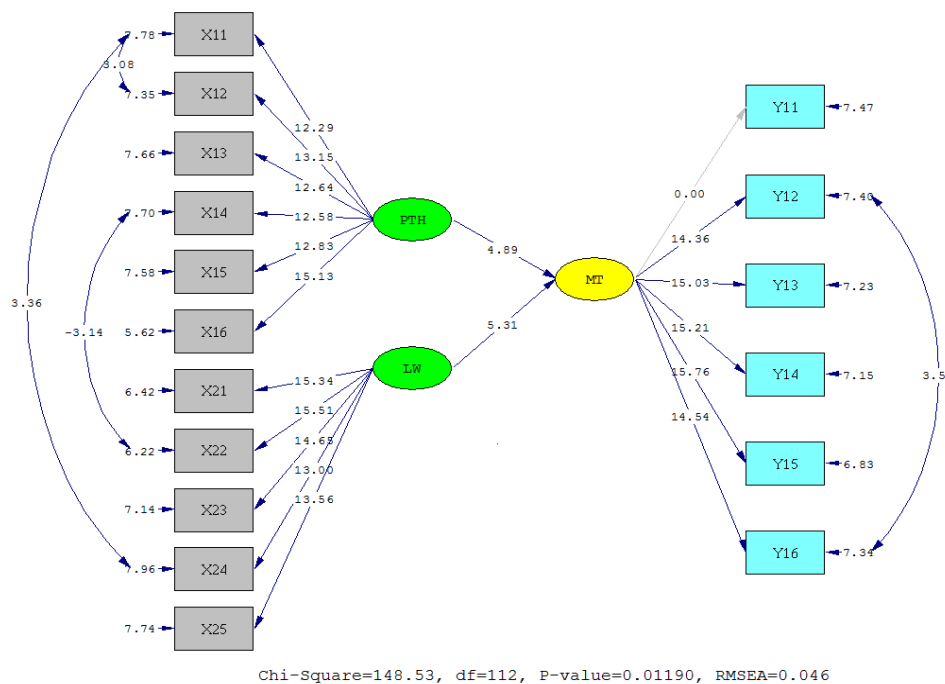 7.78 X11
3.08
7.35 X12
7.66 X13
7.70 X14
7.58 X15
5.62 X16
6.42 X21
6.22 X22
7.14 X23
7.96 X24
7.74 X25
3.36
-3.14
12.29
13.15
12.64
12.58
12.83
15.13
PTH
15.34
15.51
14.65
13.00
13.56
LW
4.89
5.31
MT
0.00
14.36
15.03
15.21
15.76
14.54
Y11 7.47
Y12 7.40
Y13 7.23
Y14 7.15
Y15 6.83
Y16 7.34
3.5
Chi-Square=148.53, df=112, P-value=0.01190, RMSEA=0.046